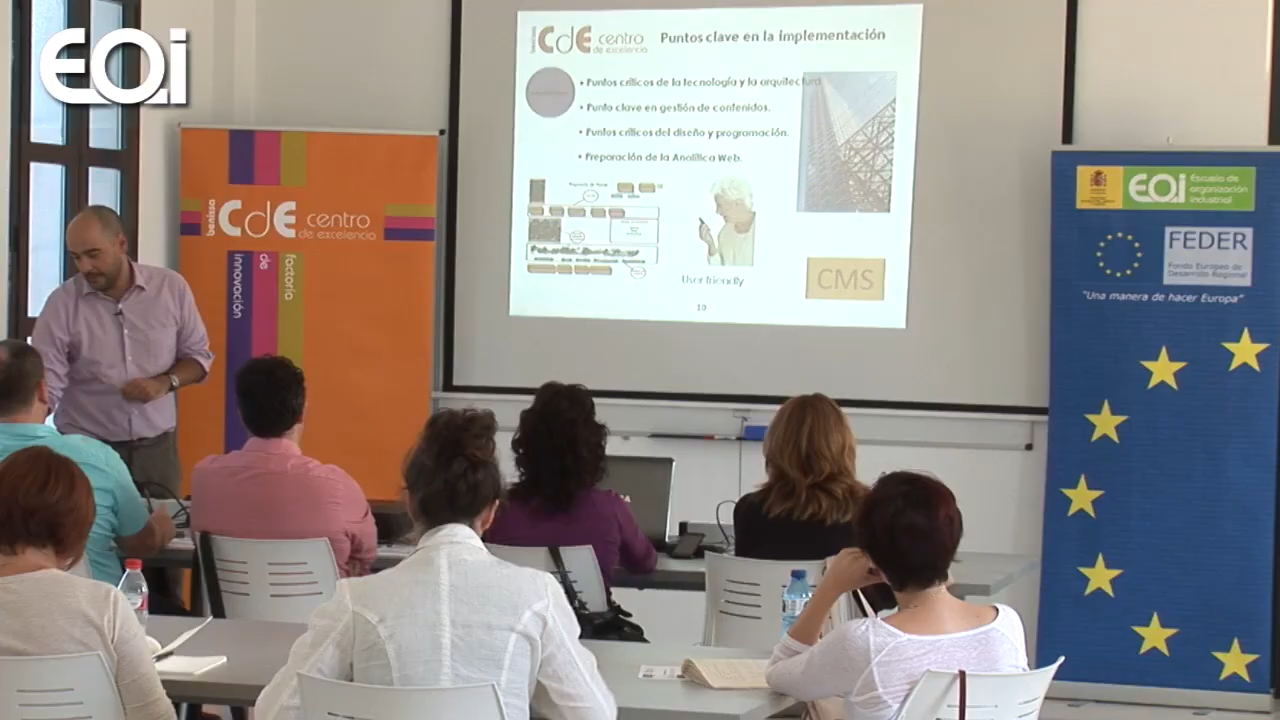 EOi
benissa CdE centro de excelencia
Puntos clave en la implementación
• Puntos críticos de la tecnología y la arquitectura
• Punto clave en gestión de contenidos.
• Puntos críticos del diseño y programación.
• Preparación de la Analítica Web.
User friendly
CMS
10
benissa CdE centro
de excelencia
factoría
de
innovación
EOi Escuela de
organización
industrial
FEDER
Fondo Europeo de
Desarrollo Regional
"Una manera de hacer Europa"